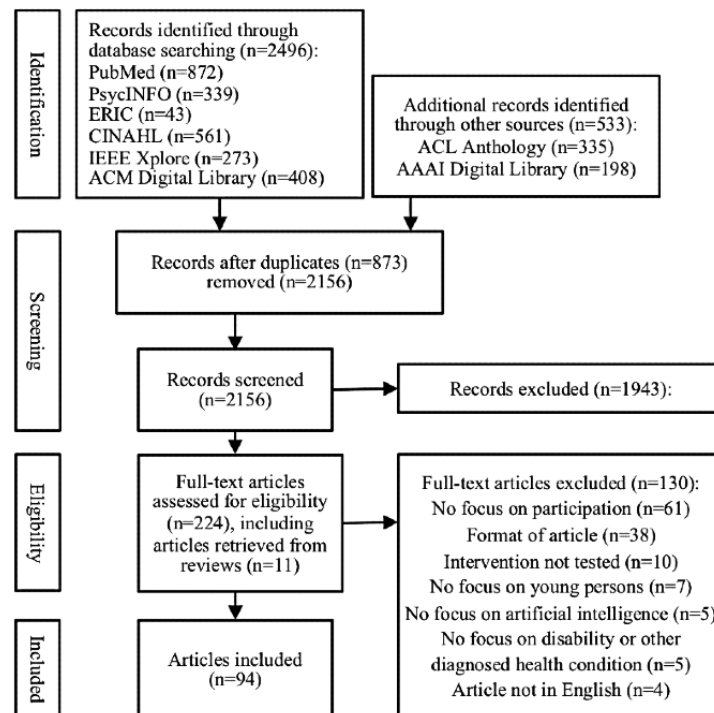 Identification
Records identified through
database searching (n=2496):
PubMed (n=872)
PsycINFO (n=339)
ERIC (n=43)
CINAHL (n=561)
IEEE Xplore (n=273)
ACM Digital Library (n=408)
Additional records identified
through other sources (n=533):
ACL Anthology (n=335)
AAAI Digital Library (n=198)
Screening
Records after duplicates (n=873)
removed (n=2156)
Records screened
(n=2156)
Records excluded (n=1943):
Eligibility
Full-text articles
assessed for eligibility
(n=224), including
articles retrieved from
reviews (n=11)
Full-text articles excluded (n=130):
No focus on participation (n=61)
Format of article (n=38)
Intervention not tested (n=10)
No focus on young persons (n=7)
No focus on artificial intelligence (n=5)
No focus on disability or other
diagnosed health condition (n=5)
Article not in English (n=4)
Included
Articles included
(n=94)